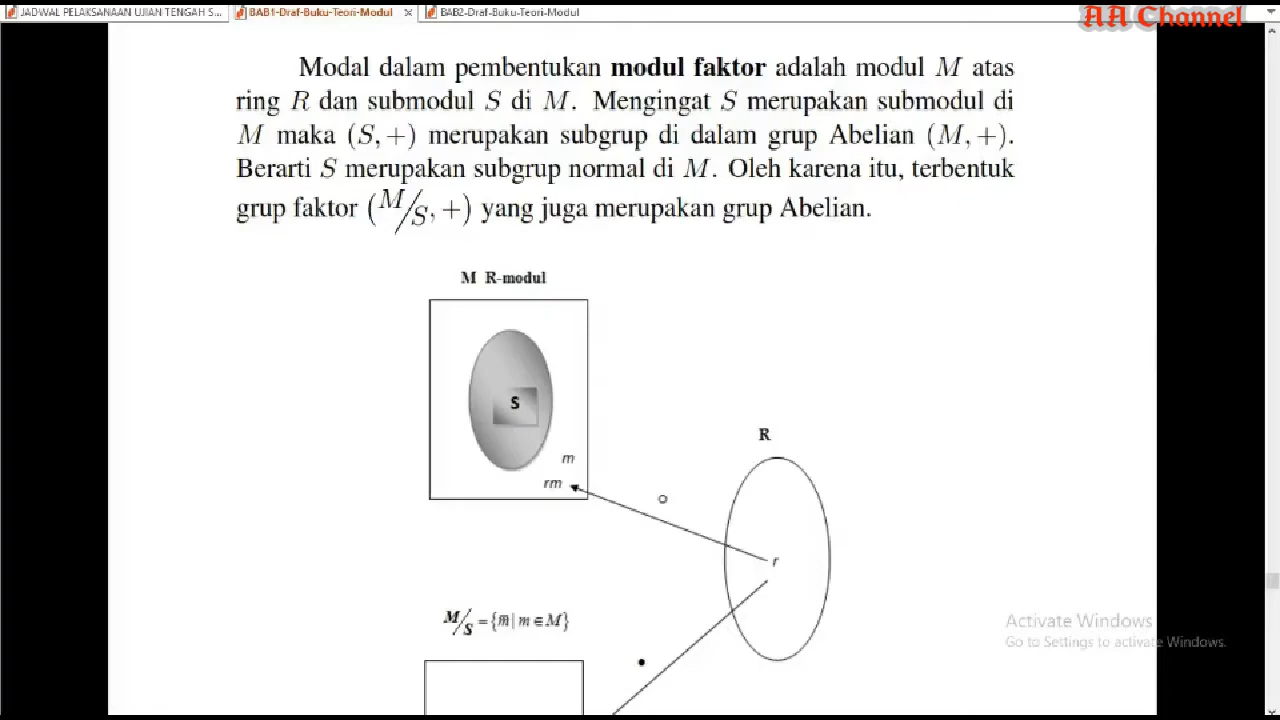 JADWAL PELAKSANAAN UJIAN TENGAH S...
BAB1-Draf-Buku-Teori-Modul
BAB2-Draf-Buku-Teori-Modul
AA Channel
Modal dalam pembentukan modul faktor adalah modul M atas
ring R dan submodul S di M. Mengingat S merupakan submodul di
M maka (S, +) merupakan subgrup di dalam grup Abelian (M, +).
Berarti S merupakan subgrup normal di M. Oleh karena itu, terbentuk
grup faktor (M/S, +) yang juga merupakan grup Abelian.
M R-modul
S
R
m
rm
r
M/S = {m̅ | m ∈ M}
Activate Windows
Go to Settings to activate Windows.